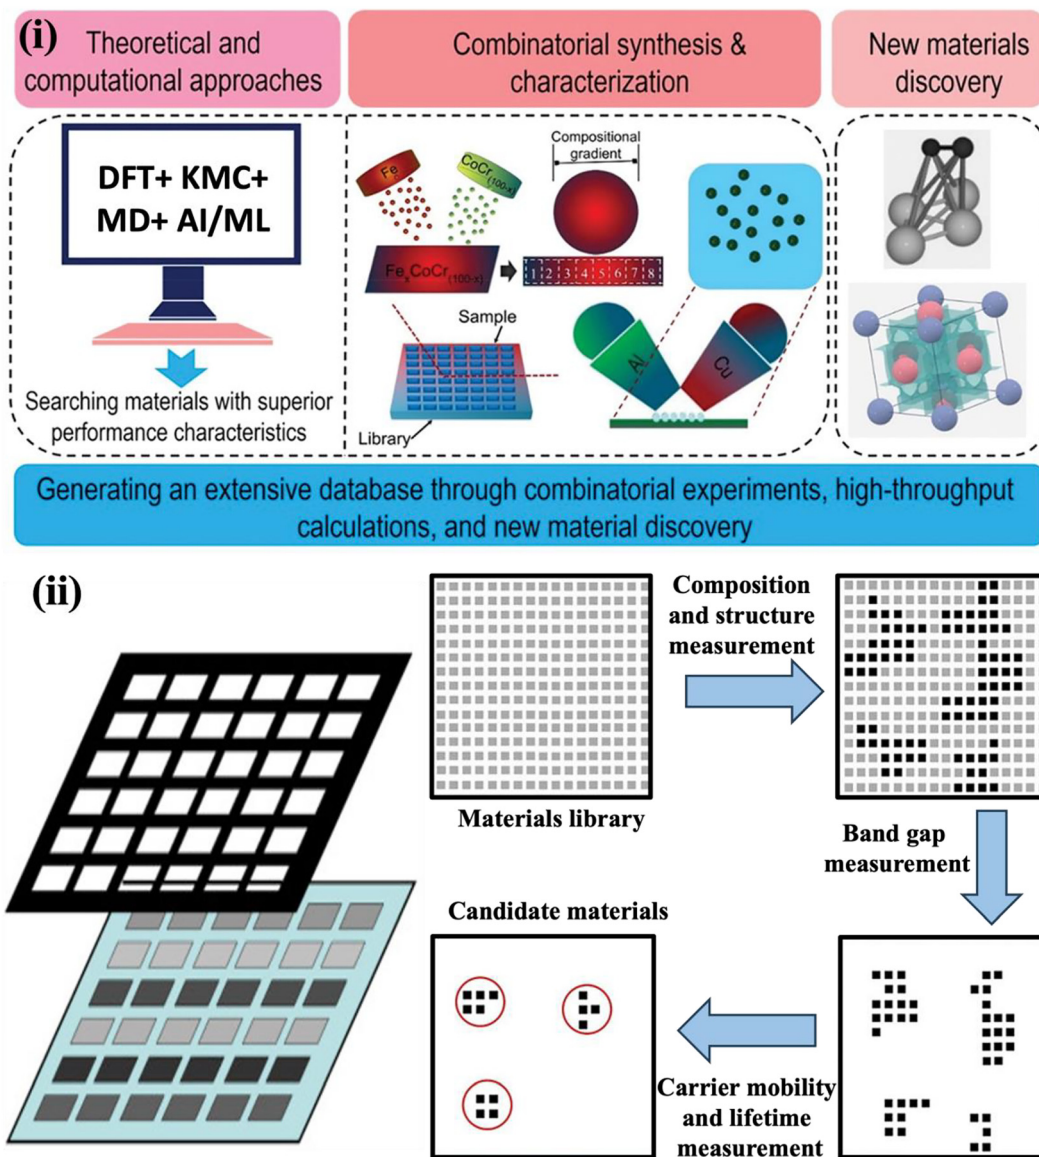 (i)
Theoretical and
computational approaches
Combinatorial synthesis &
characterization
New materials
discovery
DFT+ KMC+
MD+ AI/ML
Searching materials with superior
performance characteristics
Fe
CoCr(100-x)
Compositional
gradient
FexCoCr(100-x)
1 2 3 4 5 6 7 8
Sample
Library
Al
Cu
Generating an extensive database through combinatorial experiments, high-throughput
calculations, and new material discovery
(ii)
Composition
and structure
measurement
Materials library
Band gap
measurement
Candidate materials
Carrier mobility
and lifetime
measurement